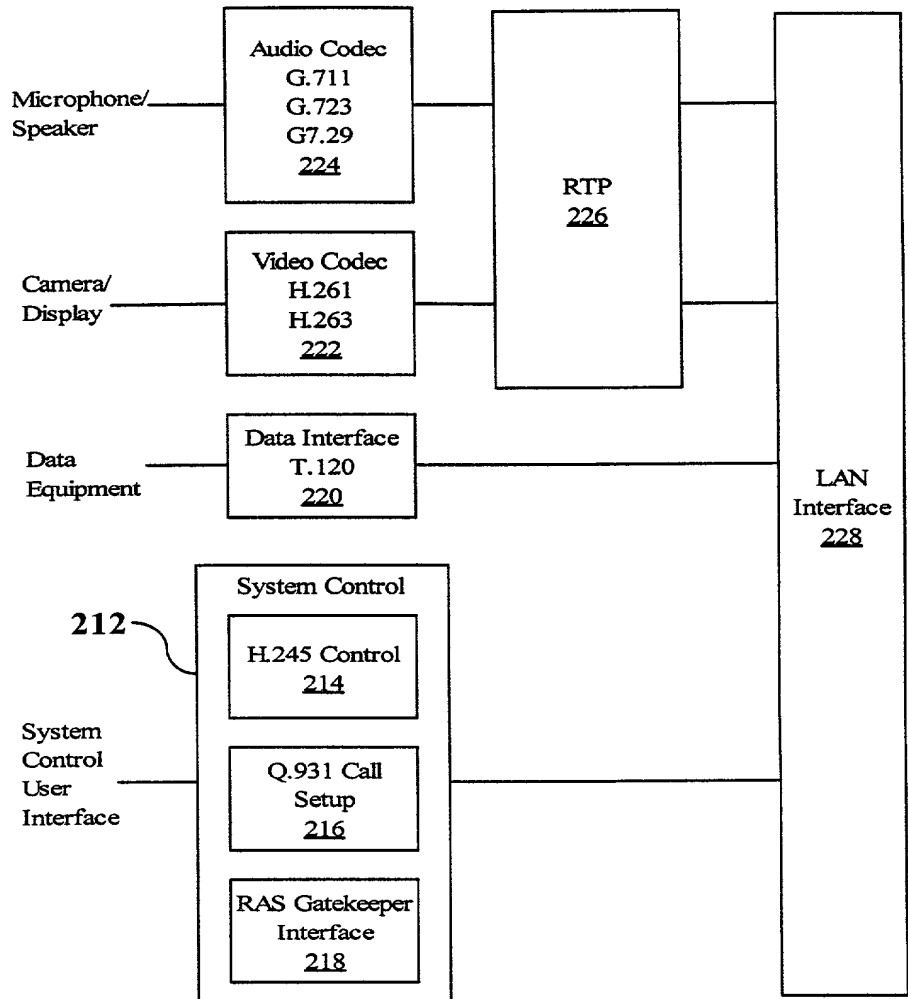 Audio Codec
G.711
G.723
G7.29
224
Microphone/
Speaker
RTP
226
Video Codec
H.261
H.263
222
Camera/
Display
Data Interface
T.120
220
Data
Equipment
LAN
Interface
228
System Control
212
H.245 Control
214
System
Control
User
Interface
Q.931 Call
Setup
216
RAS Gatekeeper
Interface
218